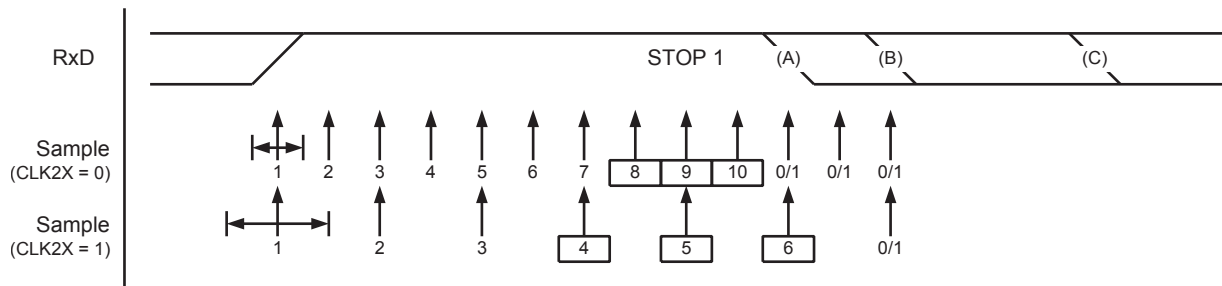 RxD
STOP 1
(A)
(B)
(C)
Sample
(CLK2X = 0)
1 2 3 4 5 6 7 8 9 10 0/1 0/1 0/1
Sample
(CLK2X = 1)
1 2 3 4 5 6 0/1